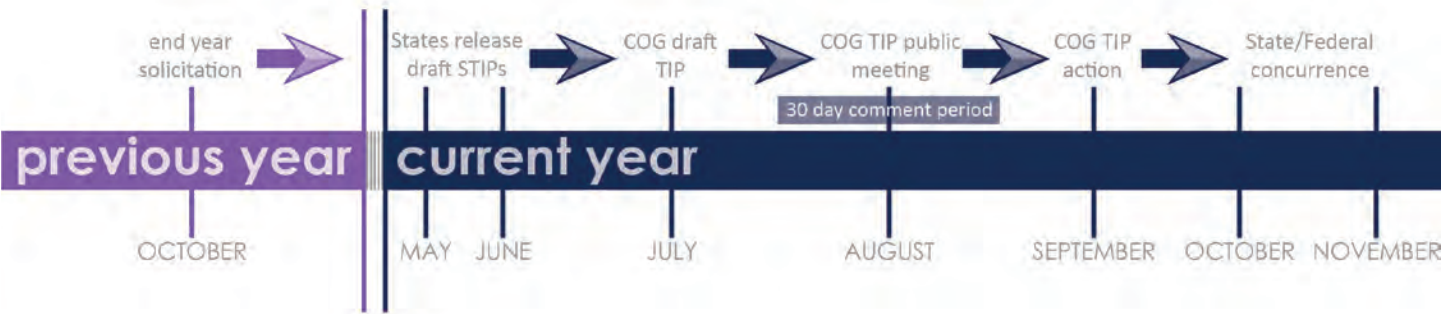 end year
solicitation
States release
draft STIPs
COG draft
TIP
COG TIP public
meeting
COG TIP
action
State/Federal
concurrence
30 day comment period
previous year
current year
OCTOBER
MAY
JUNE
JULY
AUGUST
SEPTEMBER
OCTOBER
NOVEMBER